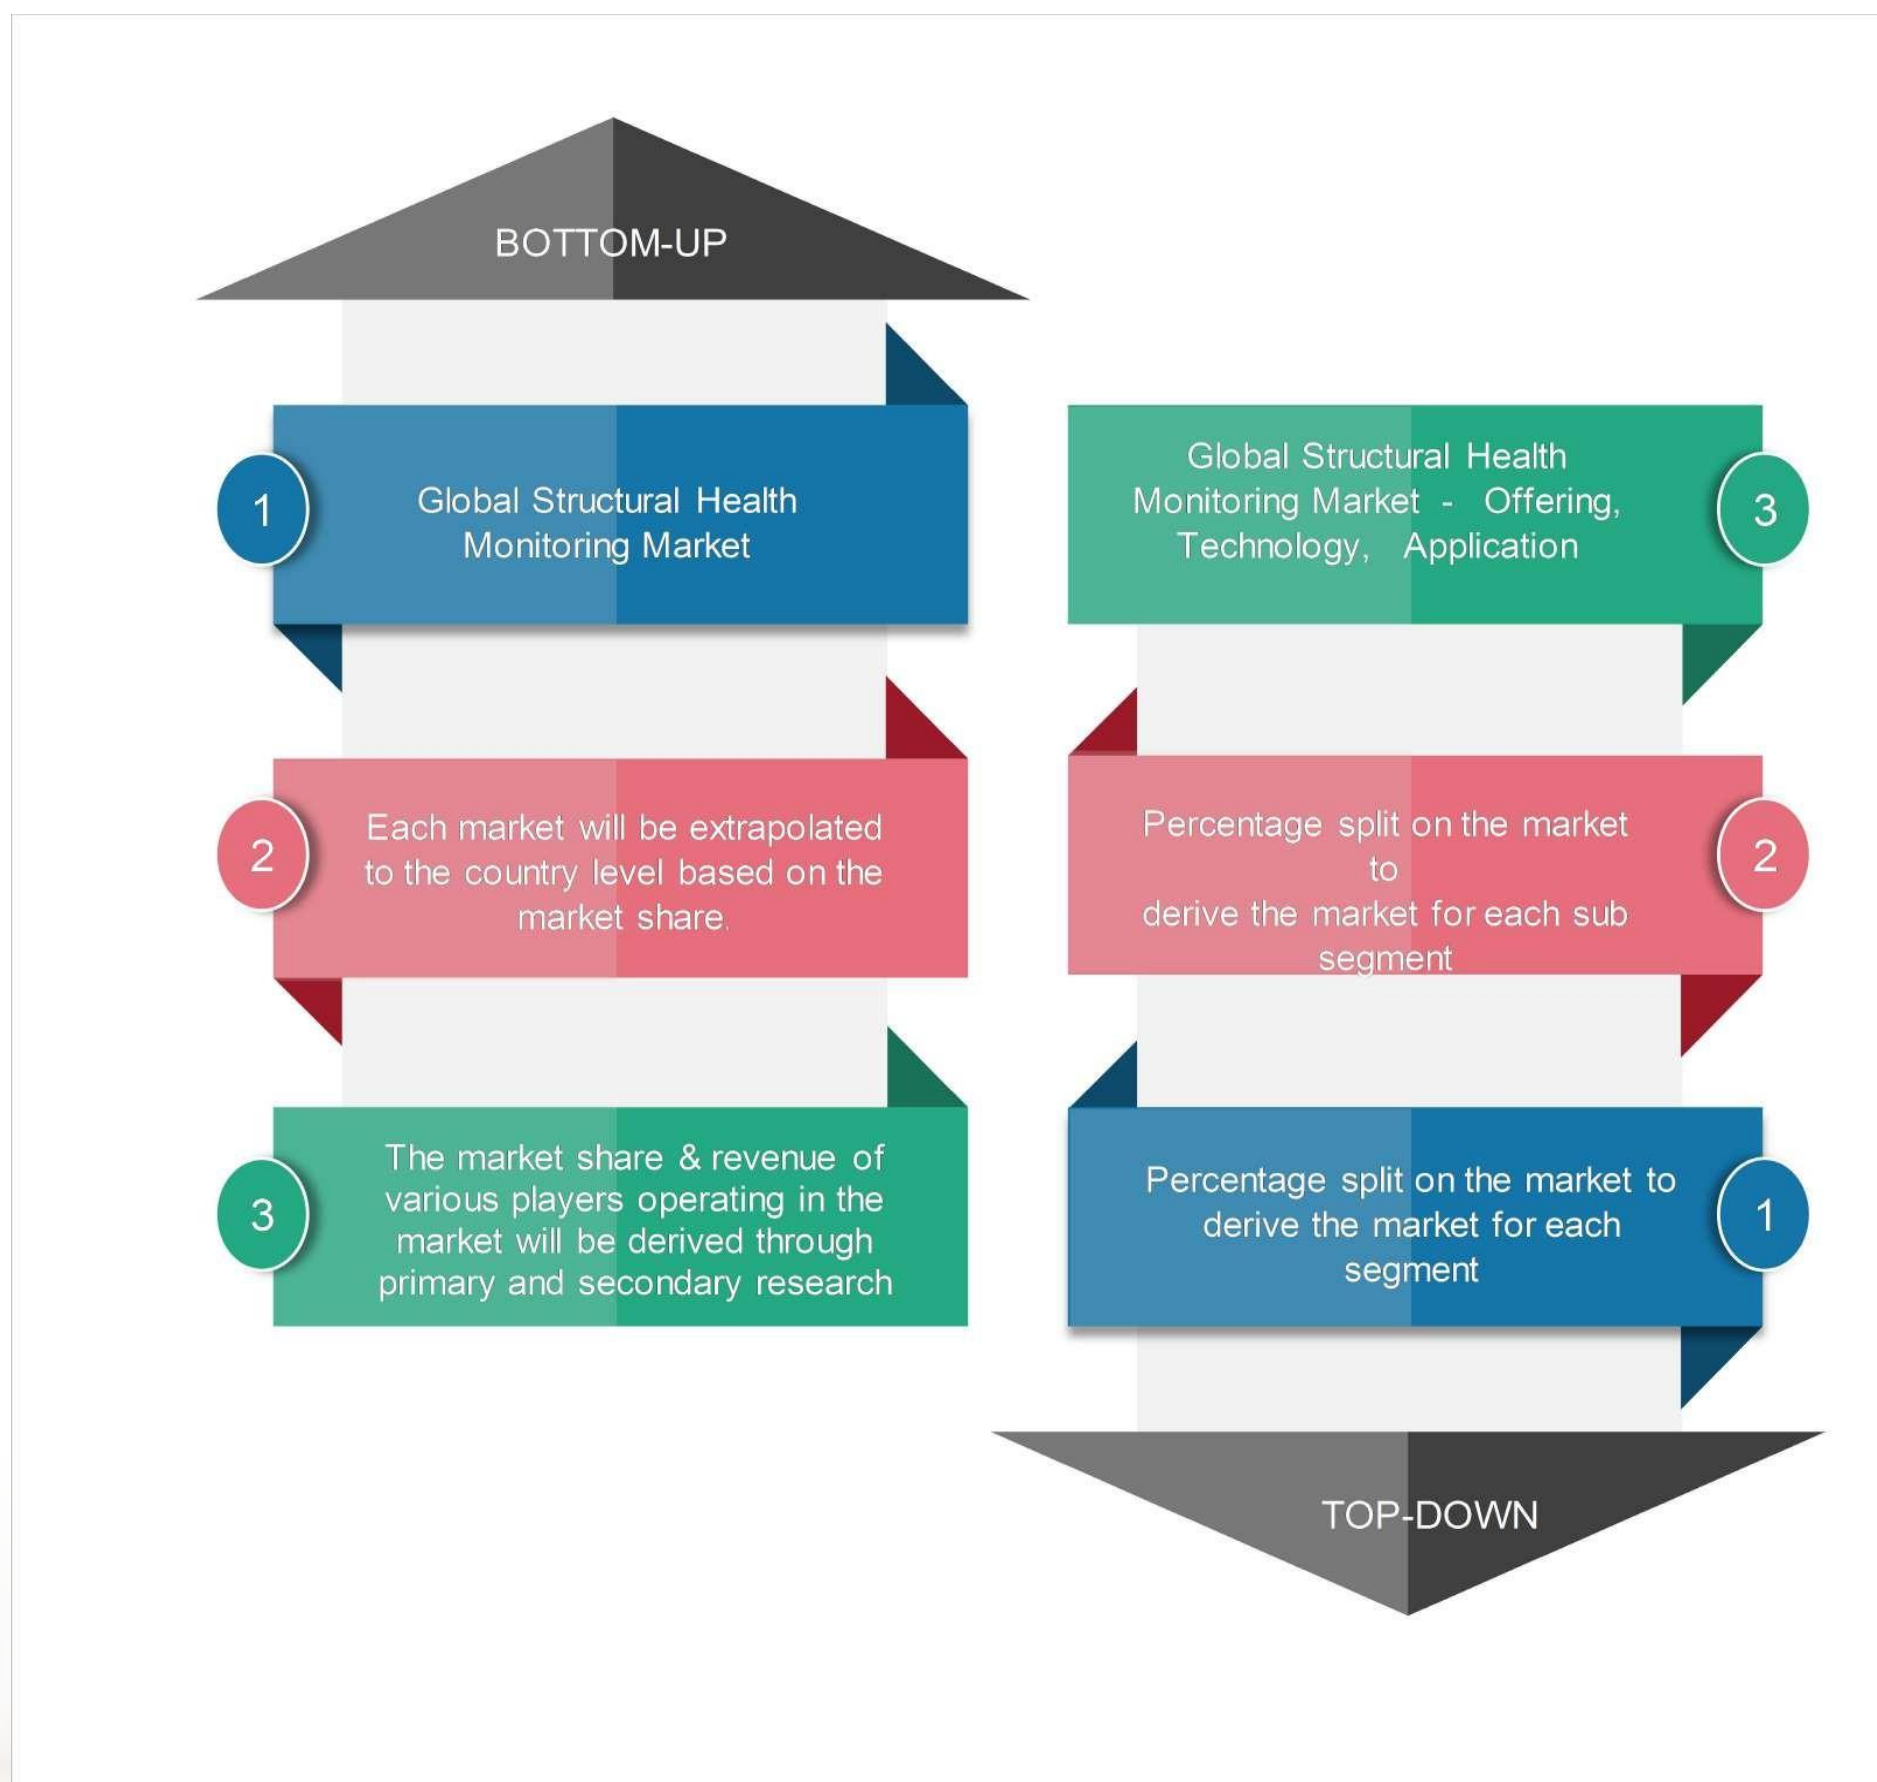 BOTTOM-UP
1
Global Structural Health
Monitoring Market
2
Each market will be extrapolated
to the country level based on the
market share.
3
The market share & revenue of
various players operating in the
market will be derived through
primary and secondary research
Global Structural Health
Monitoring Market - Offering,
Technology, Application
3
Percentage split on the market
to
derive the market for each sub
segment
2
Percentage split on the market to
derive the market for each
segment
1
TOP-DOWN